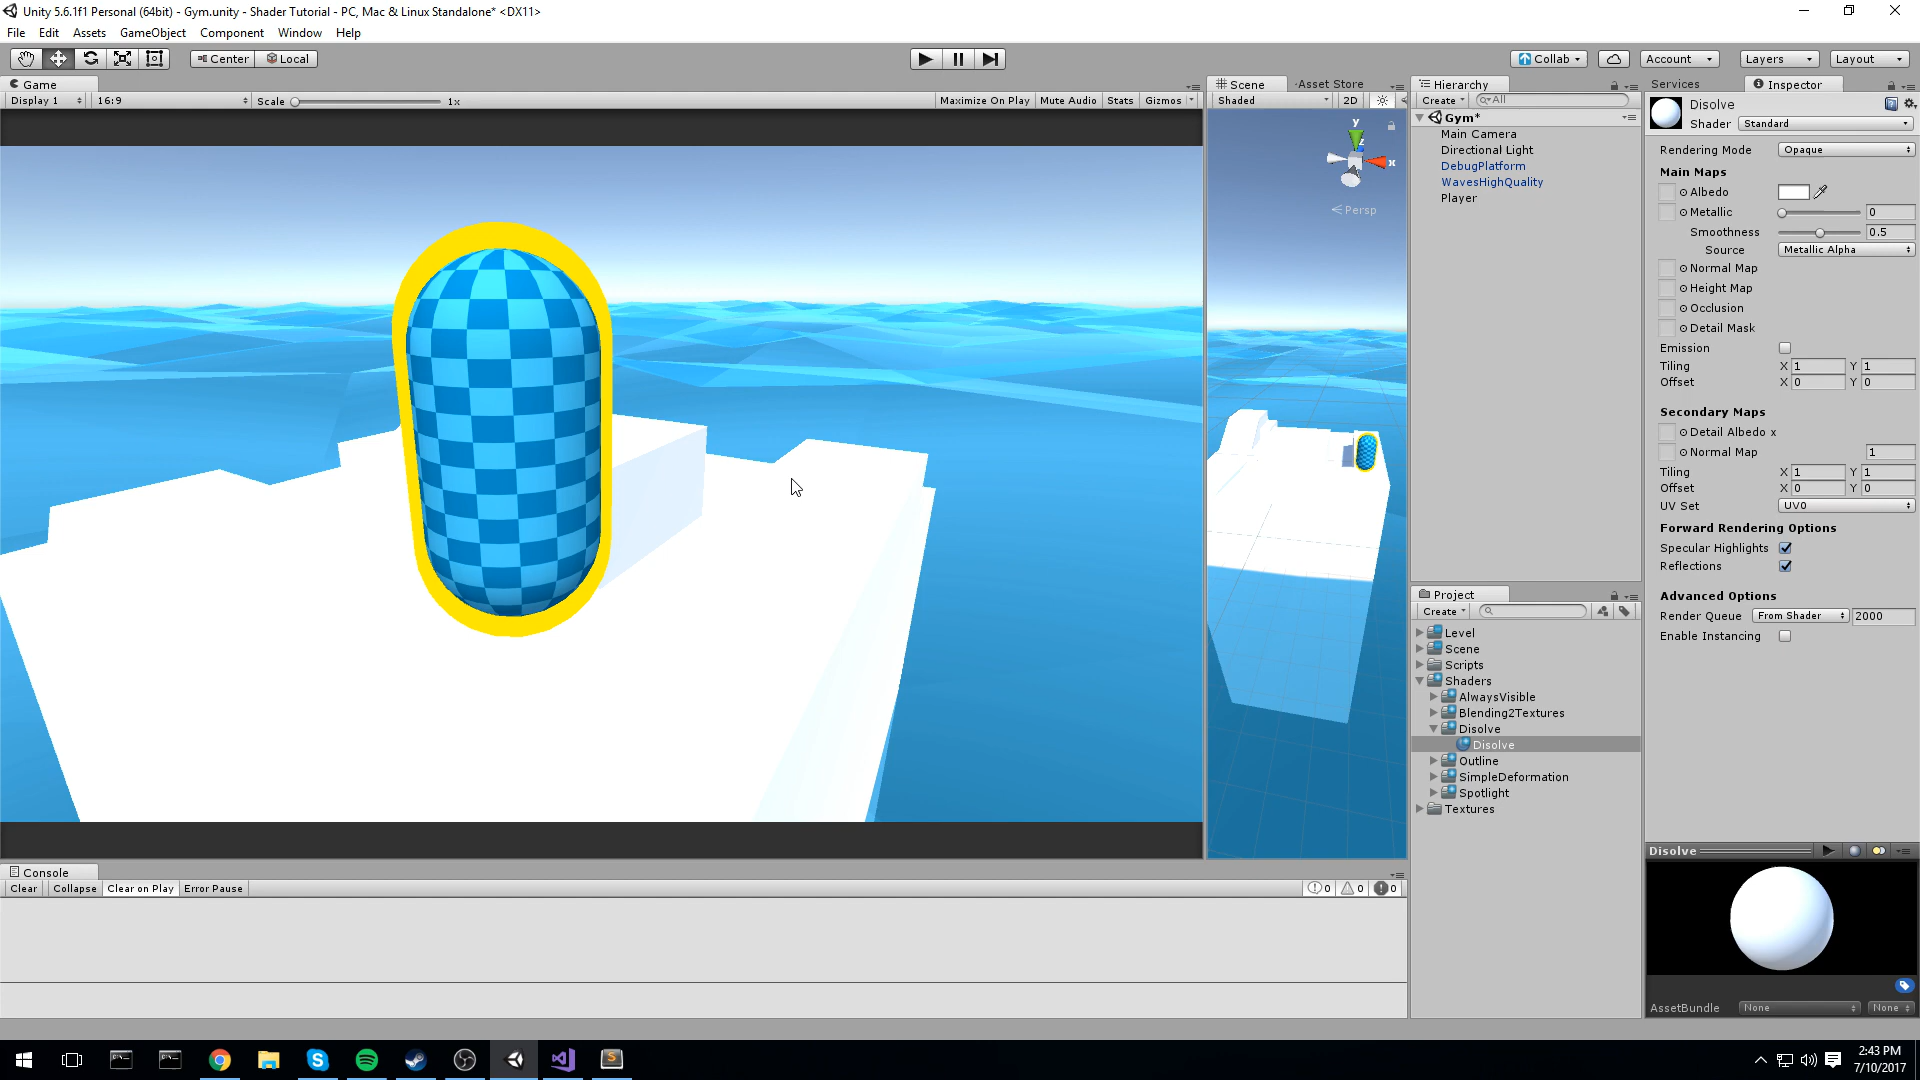 Unity 5.6.1f1 Personal (64bit) - Gym.unity - Shader Tutorial - PC, Mac & Linux Standalone* <DX11>
File Edit Assets GameObject Component Window Help
Center Local Collab Account Layers Layout
Game
Display 1 16:9 Scale 1x Maximize On Play Mute Audio Stats Gizmos
Scene Asset Store
Shaded 2D
y
x
Persp
Hierarchy
Create All
Gym*
Main Camera
Directional Light
DebugPlatform
WavesHighQuality
Player
Project
Create
Level
Scene
Scripts
Shaders
AlwaysVisible
Blending2Textures
Disolve
Disolve
Outline
SimpleDeformation
Spotlight
Textures
Services Inspector
Disolve
Shader Standard
Rendering Mode Opaque
Main Maps
Albedo
Metallic 0
Smoothness 0.5
Source Metallic Alpha
Normal Map
Height Map
Occlusion
Detail Mask
Emission
Tiling X 1 Y 1
Offset X 0 Y 0
Secondary Maps
Detail Albedo x
Normal Map 1
Tiling X 1 Y 1
Offset X 0 Y 0
UV Set UV0
Forward Rendering Options
Specular Highlights
Reflections
Advanced Options
Render Queue From Shader 2000
Enable Instancing
Disolve
AssetBundle None None
Console
Clear Collapse Clear on Play Error Pause 0 0 0
2:43 PM
7/10/2017